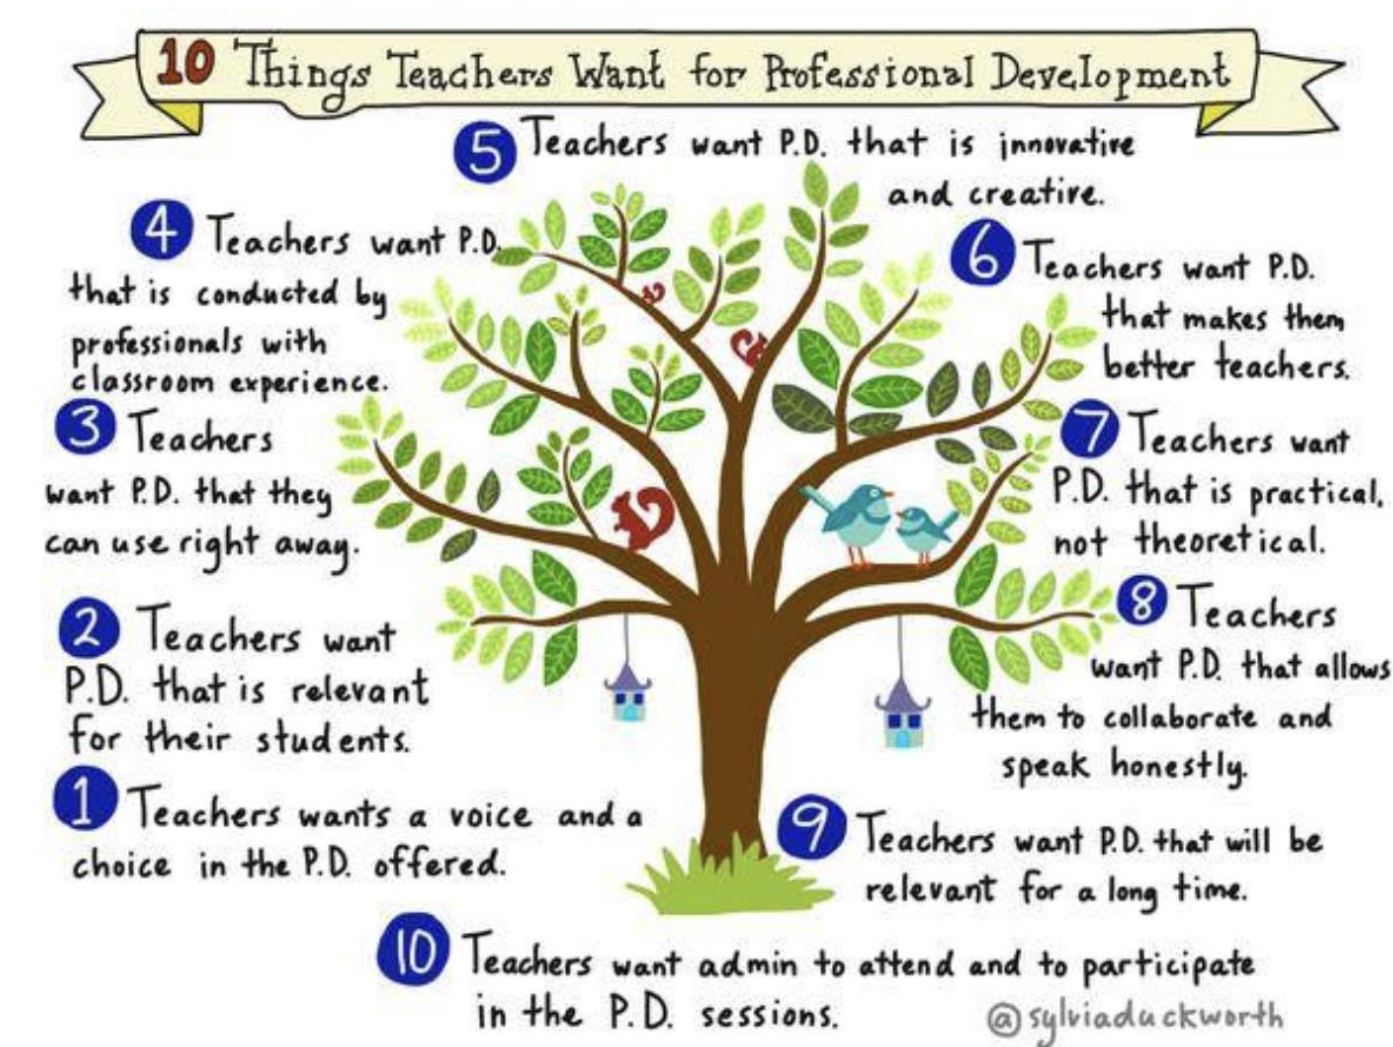 10 Things Teachers Want for Professional Development
1 Teachers wants a voice and a
choice in the P.D. offered.
2 Teachers want
P.D. that is relevant
for their students.
3 Teachers
want P.D. that they
can use right away.
4 Teachers want P.D.
that is conducted by
professionals with
classroom experience.
5 Teachers want P.D. that is innovative
and creative.
6 Teachers want P.D.
that makes them
better teachers.
7 Teachers want
P.D. that is practical,
not theoretical.
8 Teachers
want P.D. that allows
them to collaborate and
speak honestly.
9 Teachers want P.D. that will be
relevant for a long time.
10 Teachers want admin to attend and to participate
in the P.D. sessions.
@sylviaduckworth